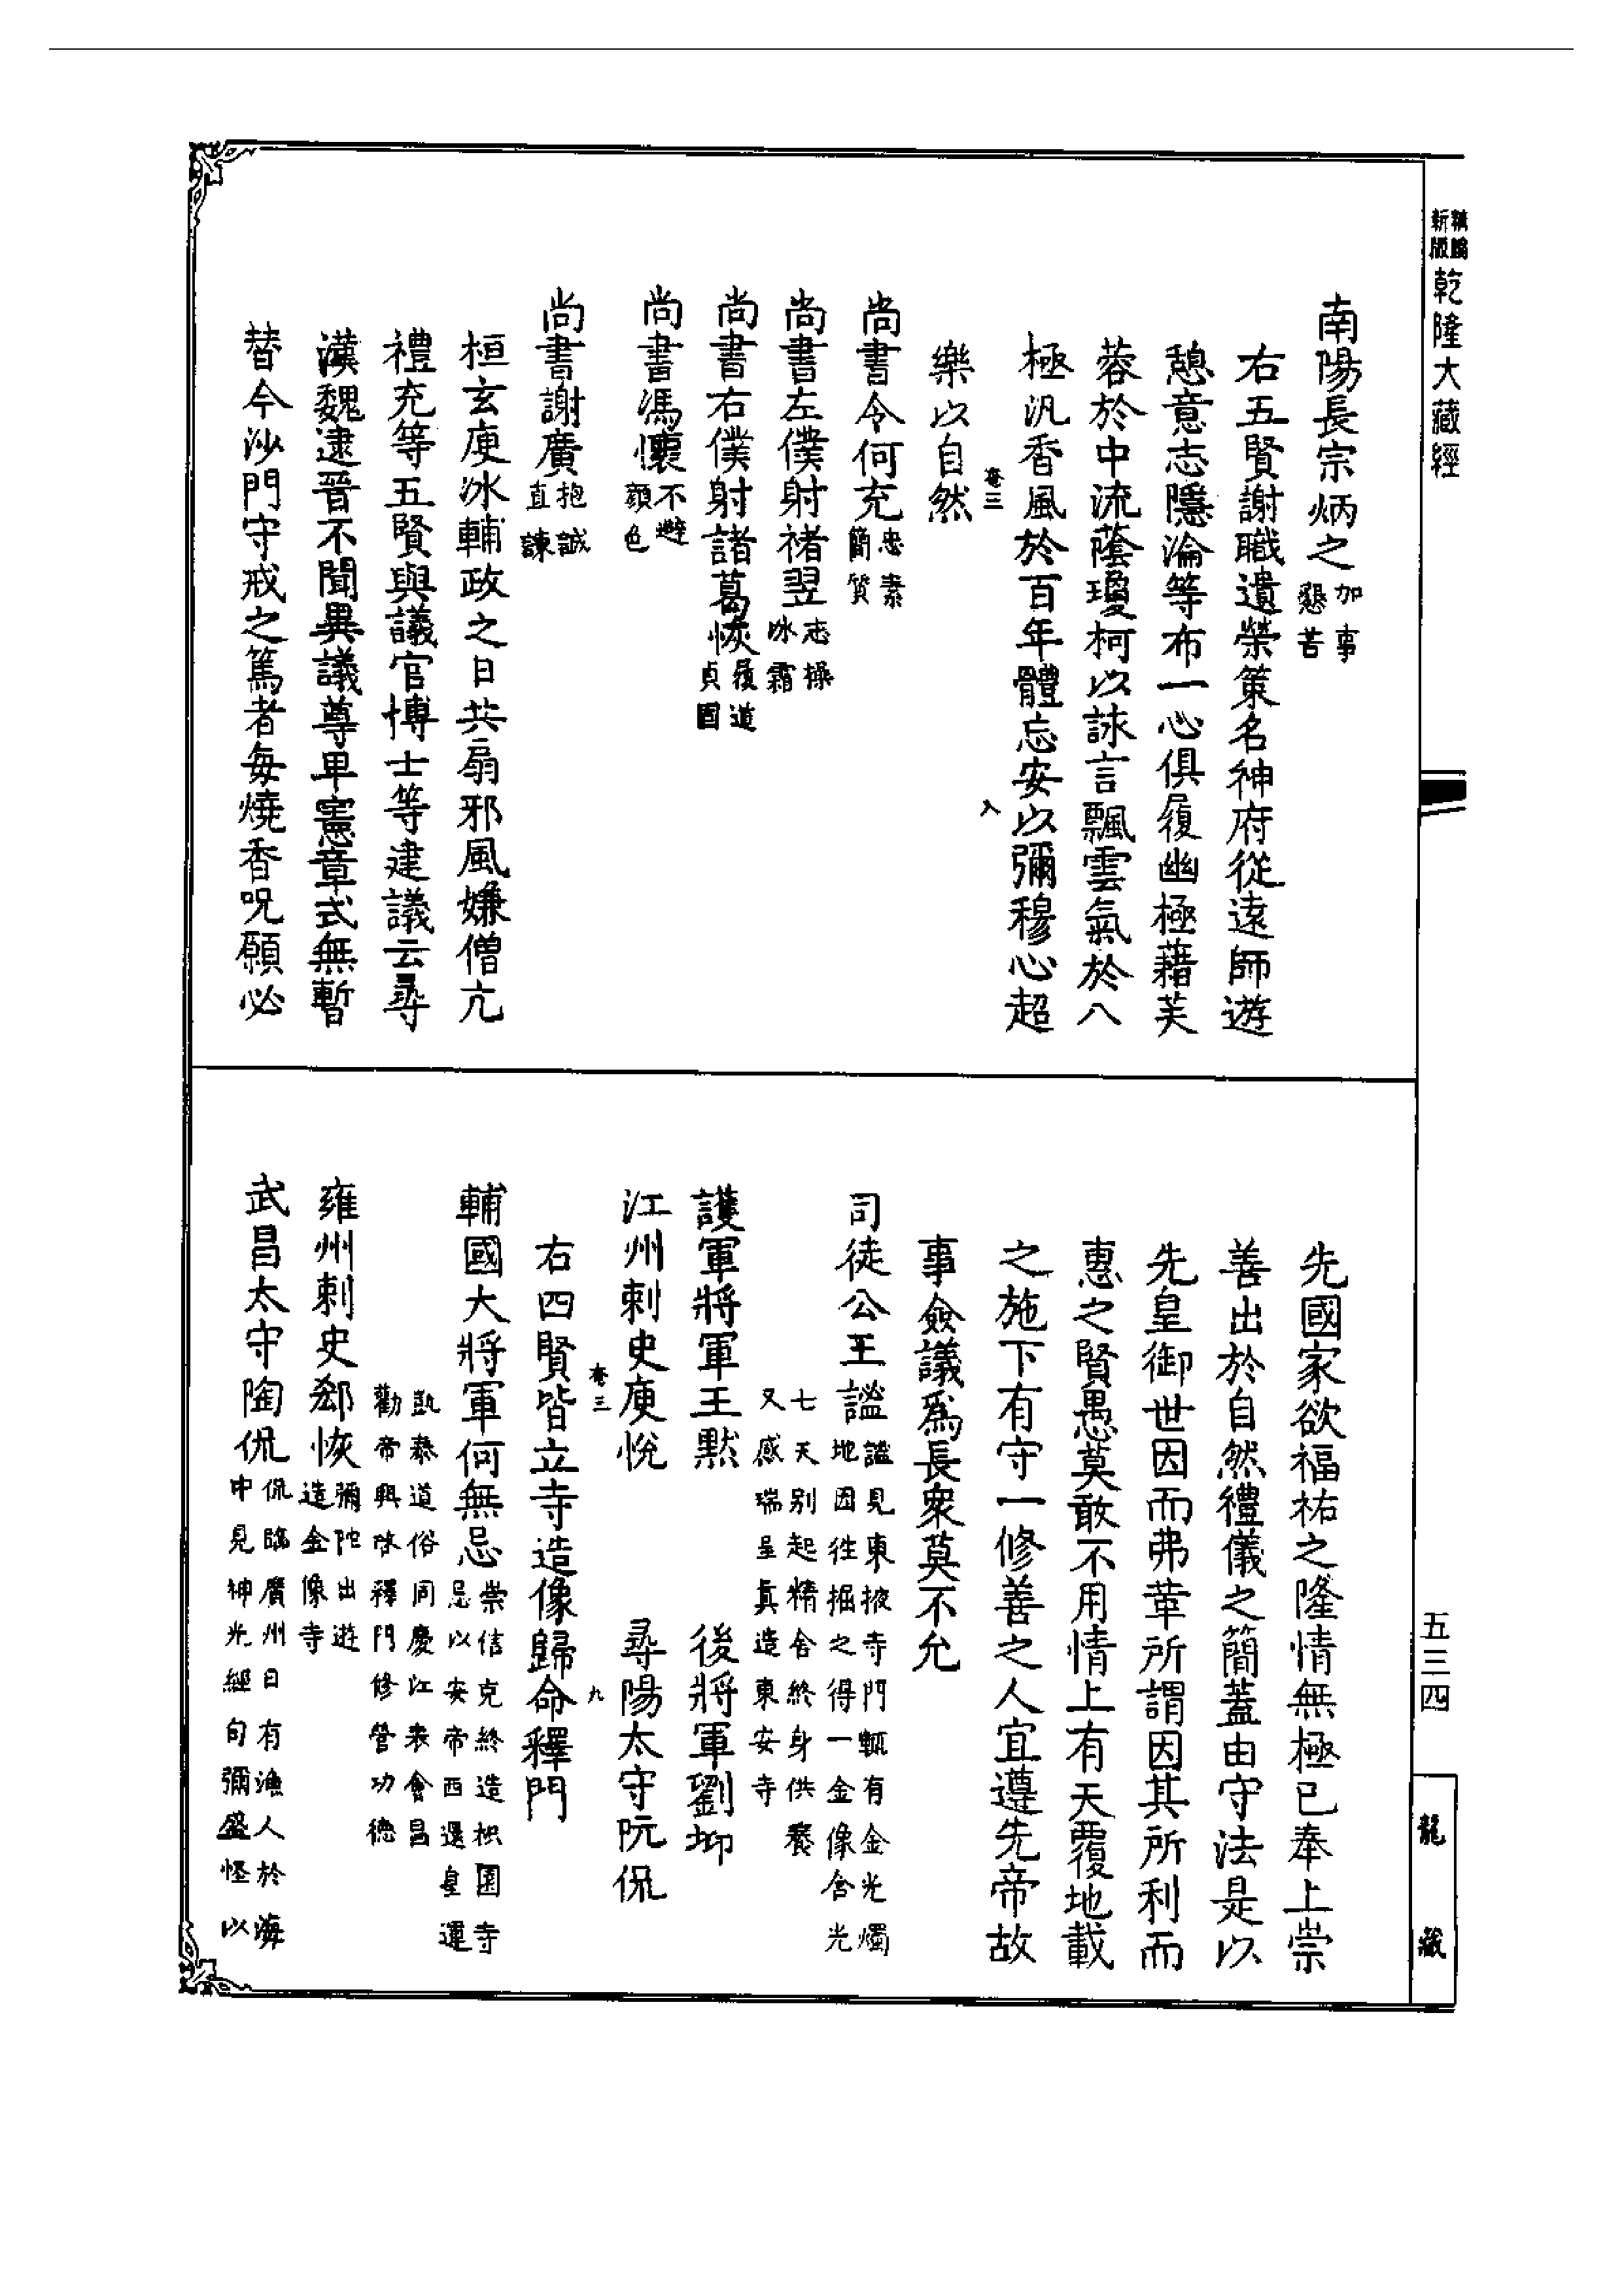 精編
新版
乾隆大藏經
南陽長宗炳之加事懇苦
右五賢謝職遺榮策名神府從遠師遊
憩意志隱淪等布一心俱履幽極藉芙
蓉於中流蔭瓊柯以詠言飄雲氣於八
極汎香風於百年體忘安以彌穆心超
卷三
入
樂以自然
尚書令何充忠素簡質
尚書左僕射褚翌志操冰霜
尚書右僕射諸葛恢履道貞固
尚書馮懷不避顏色
尚書謝廣抱誠直諫
桓玄庾冰輔政之日共扇邪風嫌僧亢
禮充等五賢與議官博士等建議云尋
漢魏逮晉不聞異議尊卑憲章式無暫
替今沙門守戒之篤者每燒香呪願必
先國家欲福祐之隆情無極已奉上崇
善出於自然禮儀之簡蓋由守法是以
先皇御世因而弗革所謂因其所利而
惠之賢愚莫敢不用情上有天覆地載
之施下有守一修善之人宜遵先帝故
事僉議爲長衆莫不允
司徒公王謐謐見東掖寺門甎有金光燭
地因往掘之得一金像含光
七天別起精舍終身供養
又感瑞呈真造東安寺
護軍將軍王默　後將軍劉㘭
江州刺史庾悅　尋陽太守阮侃
卷三
九
右四賢皆立寺造像歸命釋門
輔國大將軍何無忌崇信克終造枳園寺
忌以安帝西還皇運
凱泰道俗同慶江表會昌
勸帝興隆釋門修營功德
雍州刺史郄恢彌陀出遊
造金像寺
武昌太守陶侃侃臨廣州日有漁人於海
中見神光經旬彌盛怪以
五三四
龍藏